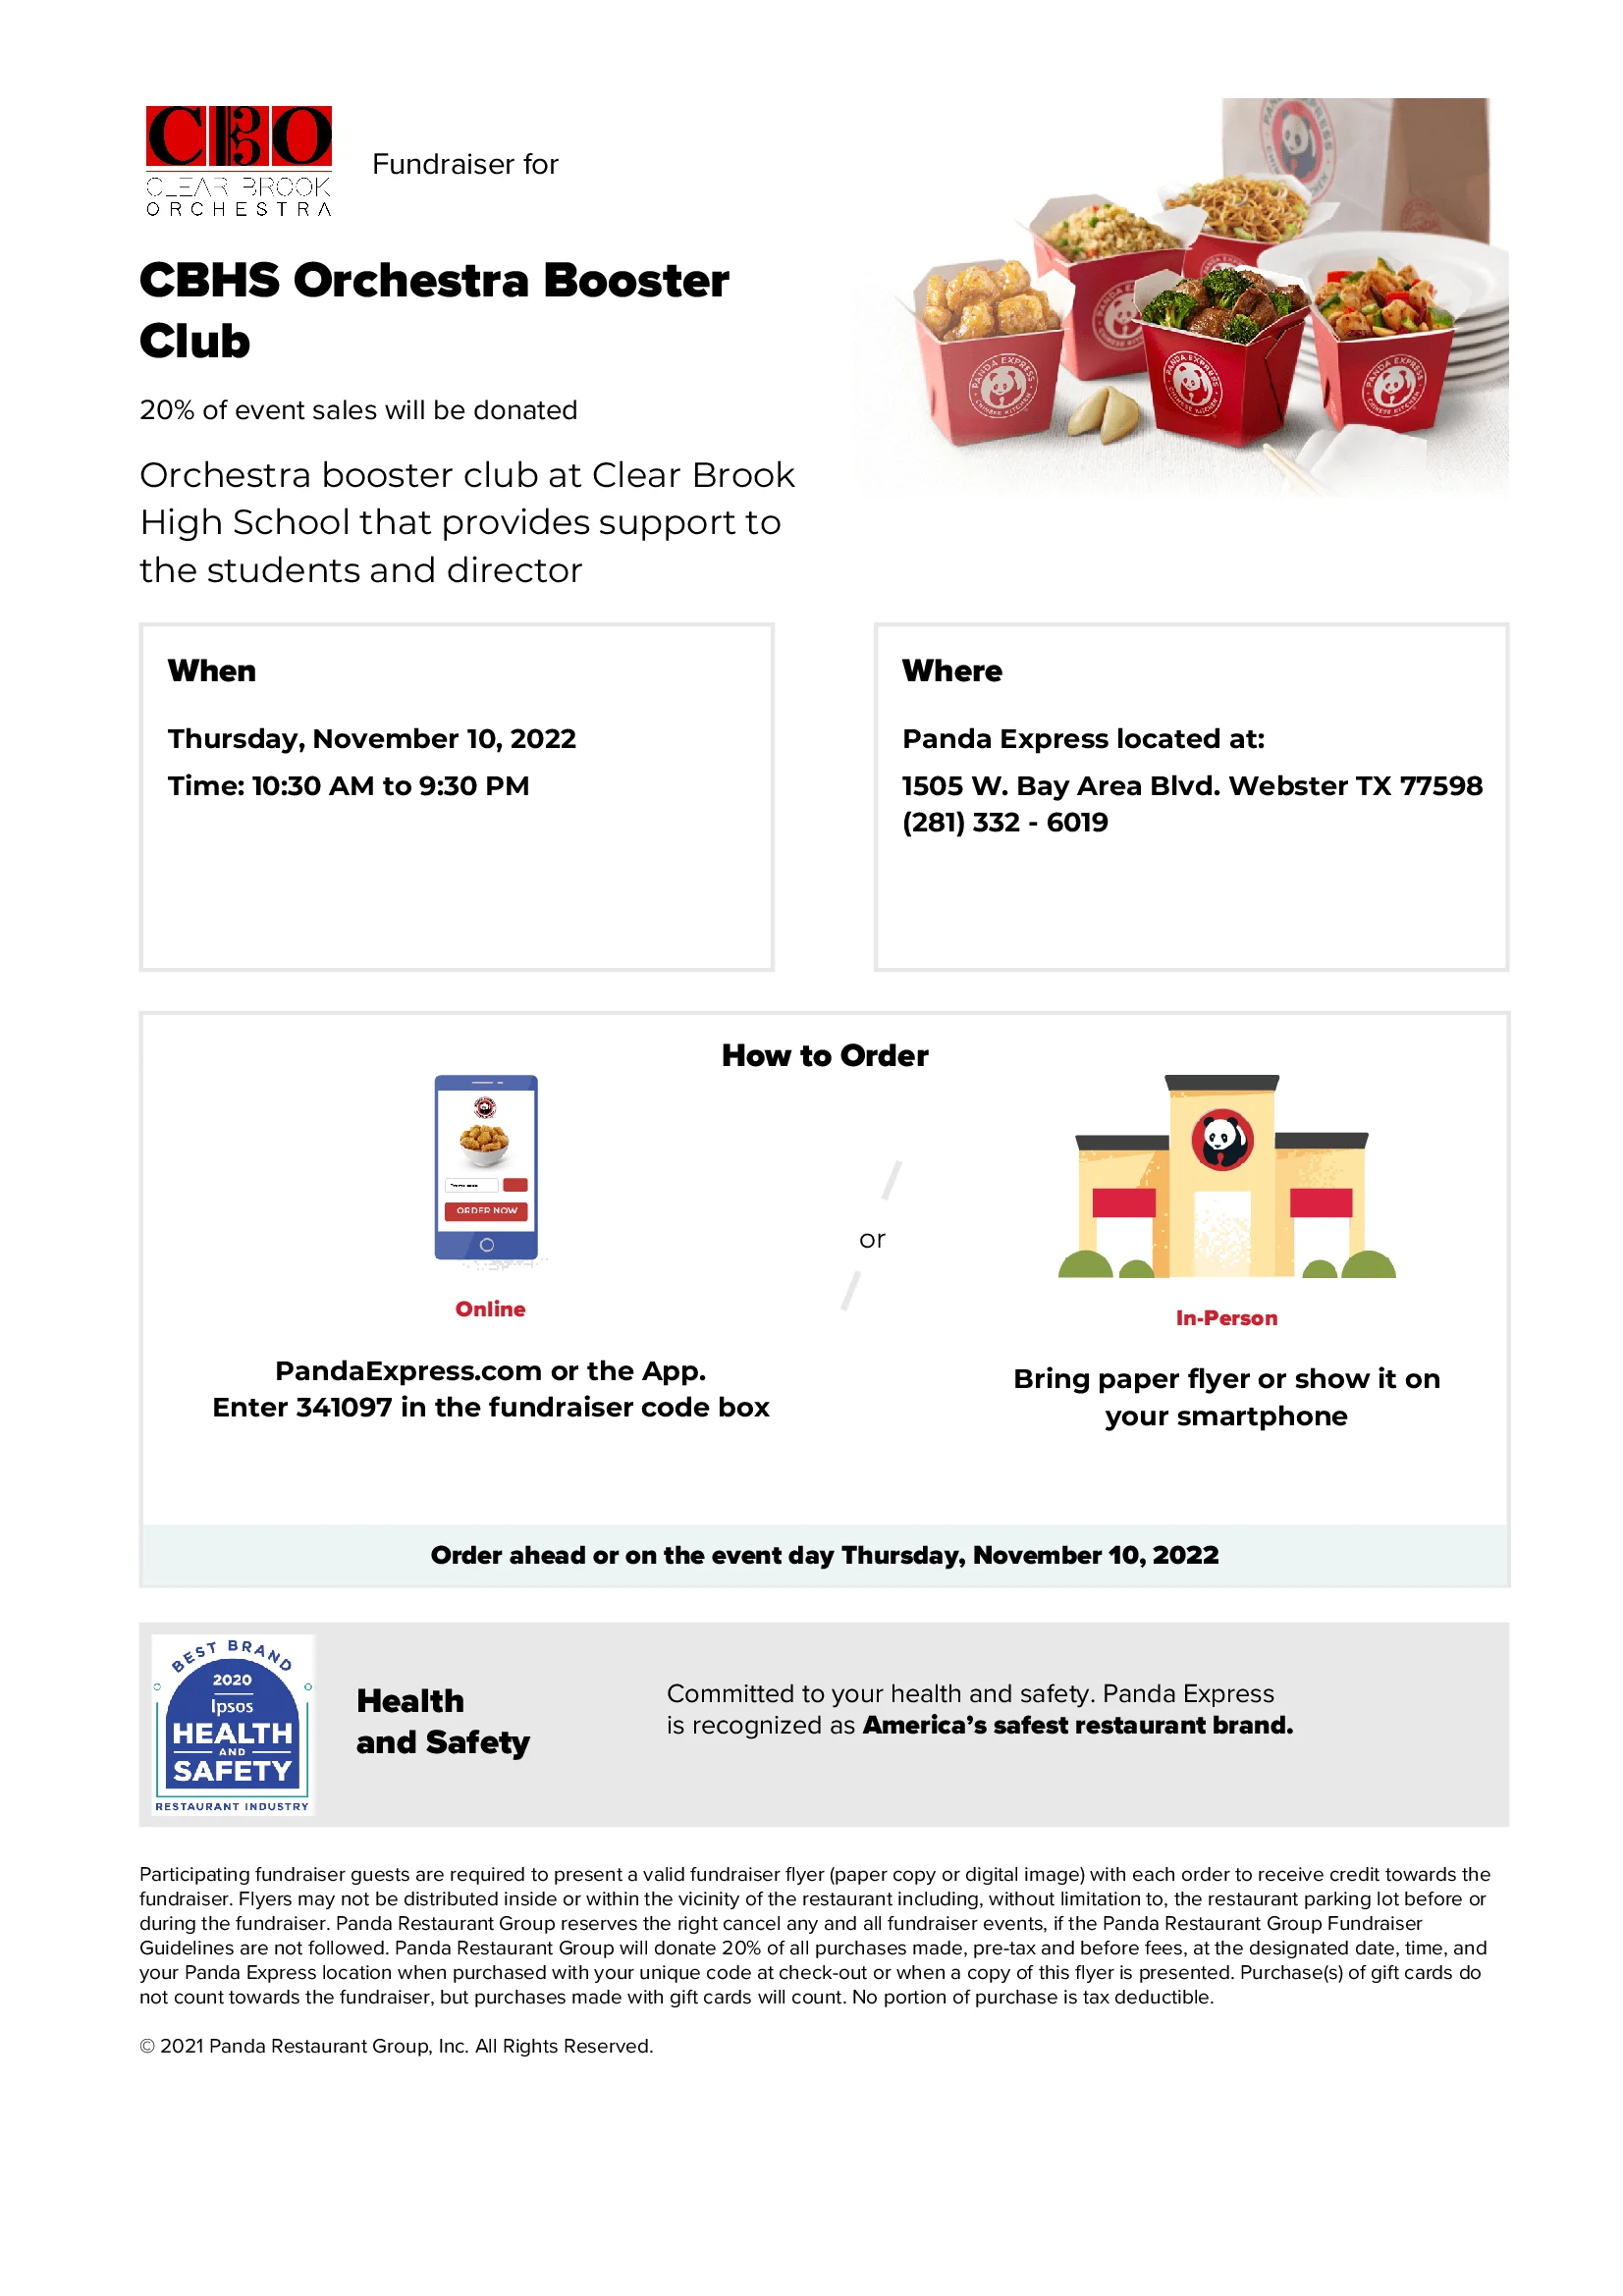 CBO
CLEAR BROOK
ORCHESTRA
Fundraiser for
CBHS Orchestra Booster
Club
20% of event sales will be donated
Orchestra booster club at Clear Brook
High School that provides support to
the students and director
PANDA EXPRESS
CHINESE KITCHEN
PANDA EXPRESS
CHINESE KITCHEN
PANDA EXPRESS
CHINESE KITCHEN
When
Thursday, November 10, 2022
Time: 10:30 AM to 9:30 PM
Where
Panda Express located at:
1505 W. Bay Area Blvd. Webster TX 77598
(281) 332 - 6019
How to Order
ORDER NOW
or
Online
In-Person
PandaExpress.com or the App.
Enter 341097 in the fundraiser code box
Bring paper flyer or show it on
your smartphone
Order ahead or on the event day Thursday, November 10, 2022
BEST BRAND
2020
Ipsos
HEALTH
AND
SAFETY
RESTAURANT INDUSTRY
Health
and Safety
Committed to your health and safety. Panda Express
is recognized as America’s safest restaurant brand.
Participating fundraiser guests are required to present a valid fundraiser flyer (paper copy or digital image) with each order to receive credit towards the
fundraiser. Flyers may not be distributed inside or within the vicinity of the restaurant including, without limitation to, the restaurant parking lot before or
during the fundraiser. Panda Restaurant Group reserves the right cancel any and all fundraiser events, if the Panda Restaurant Group Fundraiser
Guidelines are not followed. Panda Restaurant Group will donate 20% of all purchases made, pre-tax and before fees, at the designated date, time, and
your Panda Express location when purchased with your unique code at check-out or when a copy of this flyer is presented. Purchase(s) of gift cards do
not count towards the fundraiser, but purchases made with gift cards will count. No portion of purchase is tax deductible.
© 2021 Panda Restaurant Group, Inc. All Rights Reserved.